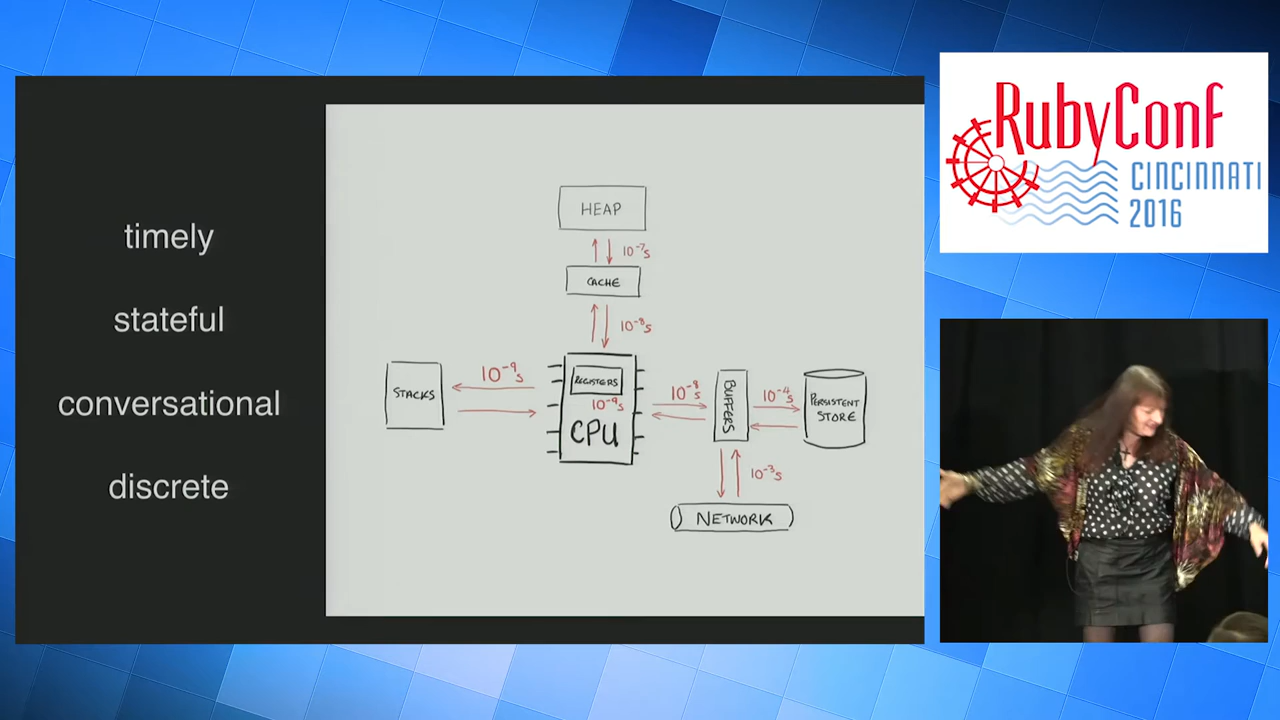 timely
stateful
conversational
discrete
HEAP
10⁻⁷s
CACHE
10⁻⁸s
STACKS
10⁻⁹s
REGISTERS
10⁻⁹s
CPU
10⁻⁸s
BUFFERS
10⁻⁴s
PERSISTENT
STORE
10⁻³s
NETWORK
RubyConf
CINCINNATI
2016